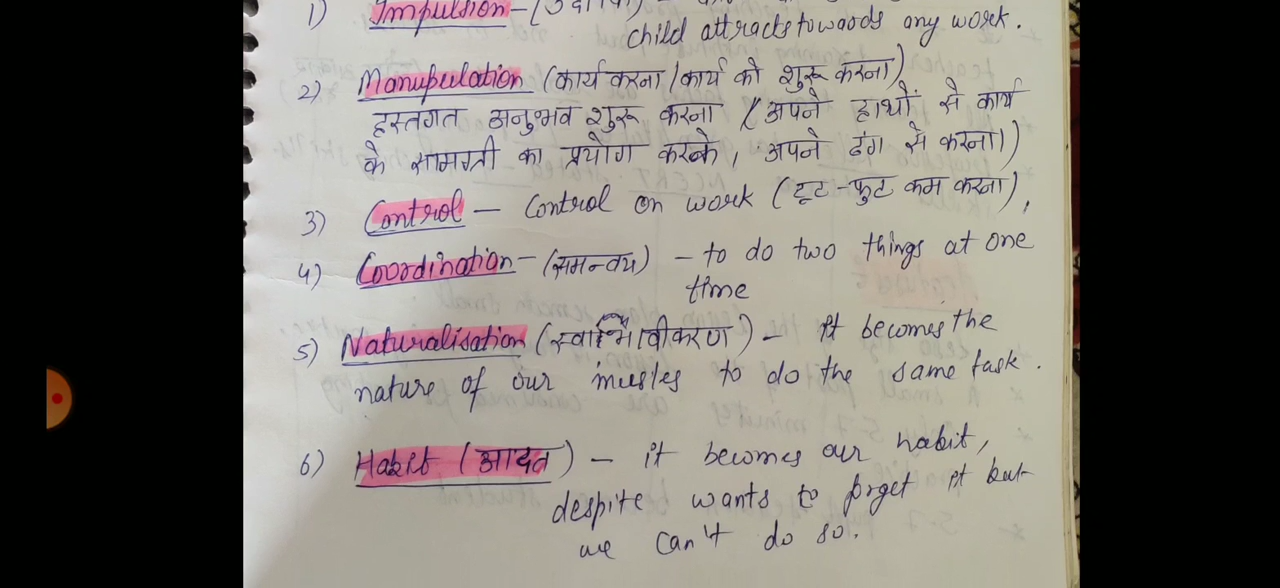 1) Impulsion – (
child attracts towards any work.
2) Manupulation (कार्य करना / कार्य को शुरू करना)
हस्तगत अनुभव शुरू करना (अपने हाथों से कार्य
के सामग्री का प्रयोग करके, अपने ढंग से करना।)
3) Control – Control on work (टूट-फुट कम करना),
4) Coordination – (समन्वय) – to do two things at one
time
5) Naturalisation (स्वाभावीकरण) – it becomes the
nature of our musles to do the same task.
6) Habit (आदत) – it becomes our habit,
despite wants to forget it but
we can't do so.